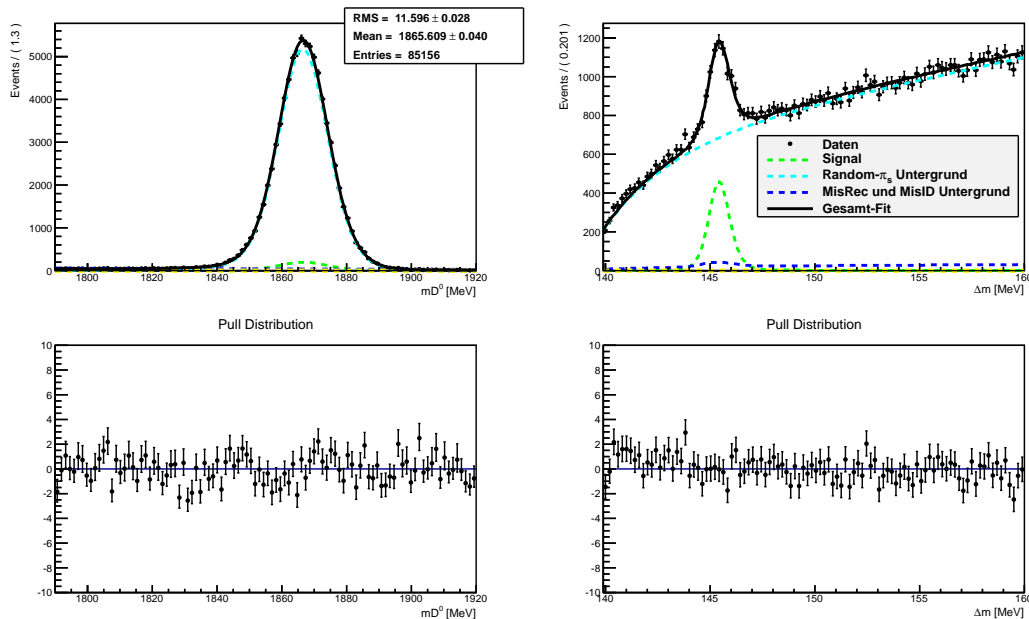 RMS = 11.596 ± 0.028
Mean = 1865.609 ± 0.040
Entries = 85156
Events / ( 1.3 )
5000
4000
3000
2000
1000
0
1800 1820 1840 1860 1880 1900 1920
mD⁰ [MeV]
Events / ( 0.201 )
1200
1000
800
600
400
200
0
140 145 150 155 160
Δm [MeV]
Daten
Signal
Random-πₛ Untergrund
MisRec und MisID Untergrund
Gesamt-Fit
Pull Distribution
10
8
6
4
2
0
-2
-4
-6
-8
-10
1800 1820 1840 1860 1880 1900 1920
mD⁰ [MeV]
Pull Distribution
10
8
6
4
2
0
-2
-4
-6
-8
-10
140 145 150 155 160
Δm [MeV]